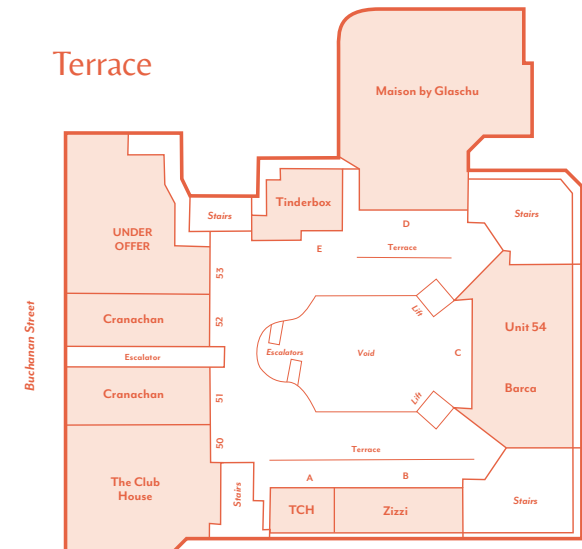 Terrace
Maison by Glaschu
Tinderbox
Stairs
Stairs
UNDER
OFFER
D
E
Terrace
53
Cranachan
52
Lift
Unit 54
Buchanan Street
Escalator
Escalators
Void
C
Cranachan
51
Lift
Barca
50
Terrace
The Club
House
Stairs
A
B
TCH
Zizzi
Stairs